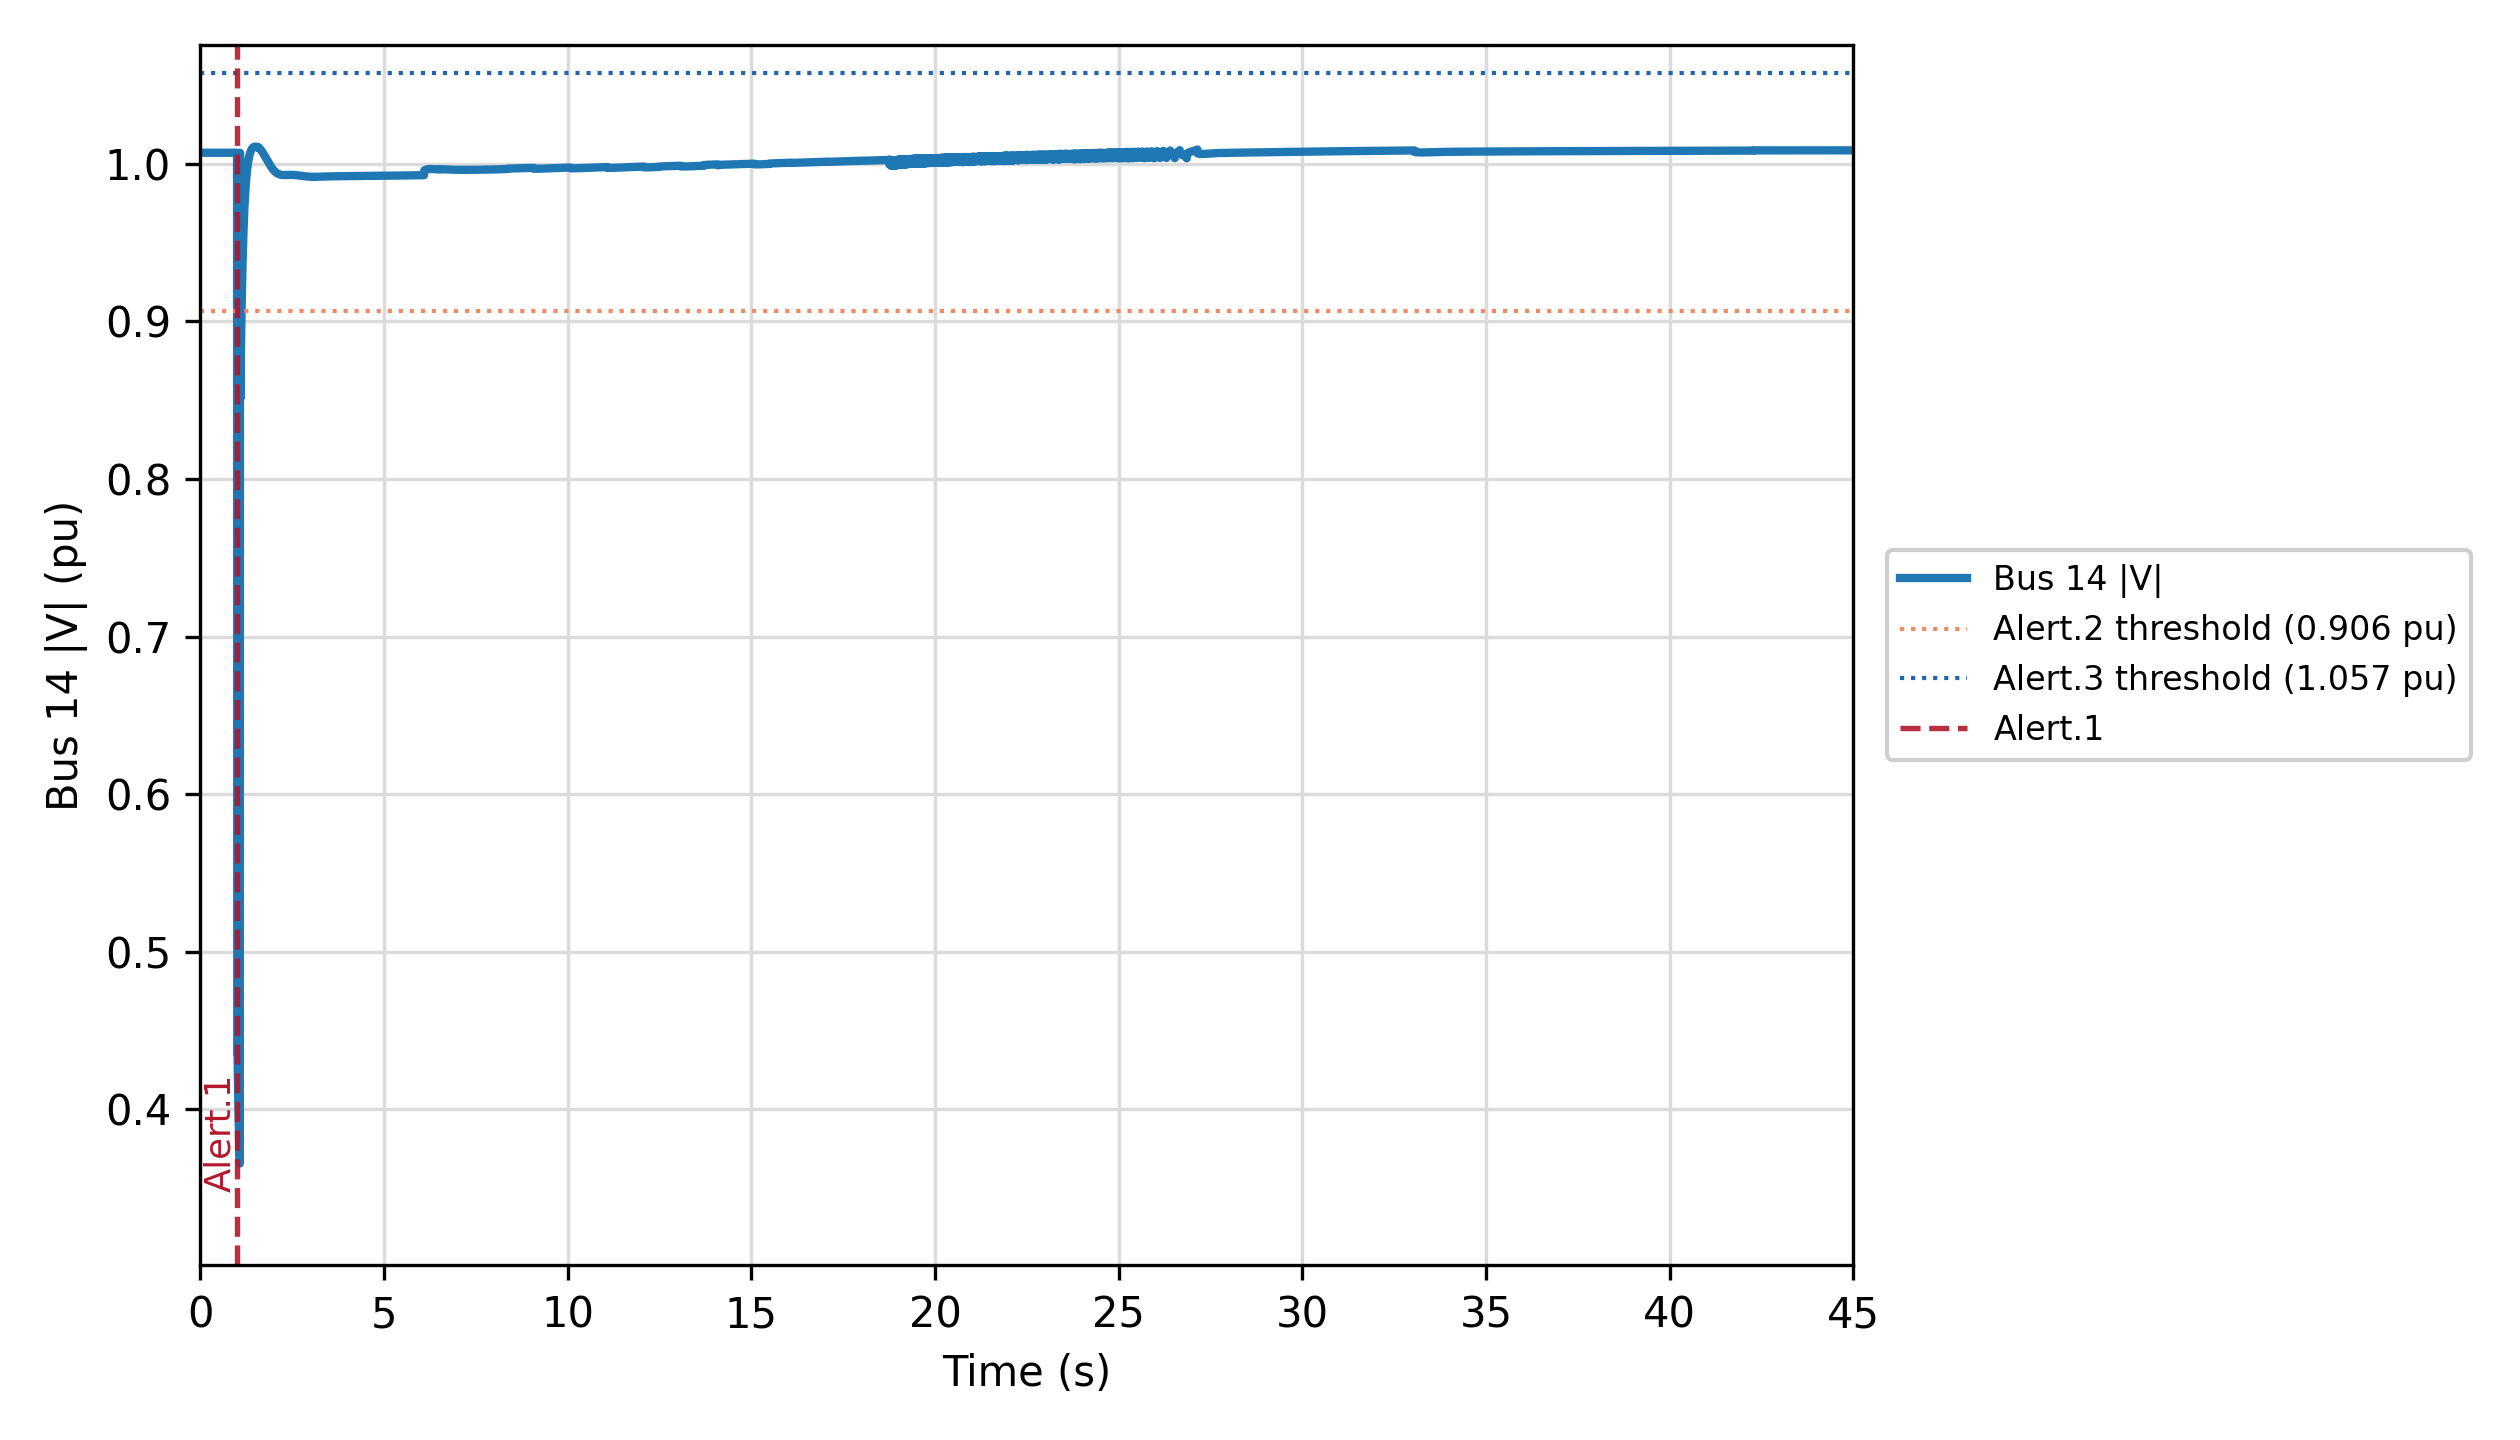 1.0
0.9
0.8
0.7
0.6
0.5
0.4
Bus 14 |V| (pu)
Alert.1
0 5 10 15 20 25 30 35 40 45
Time (s)
Bus 14 |V|
Alert.2 threshold (0.906 pu)
Alert.3 threshold (1.057 pu)
Alert.1